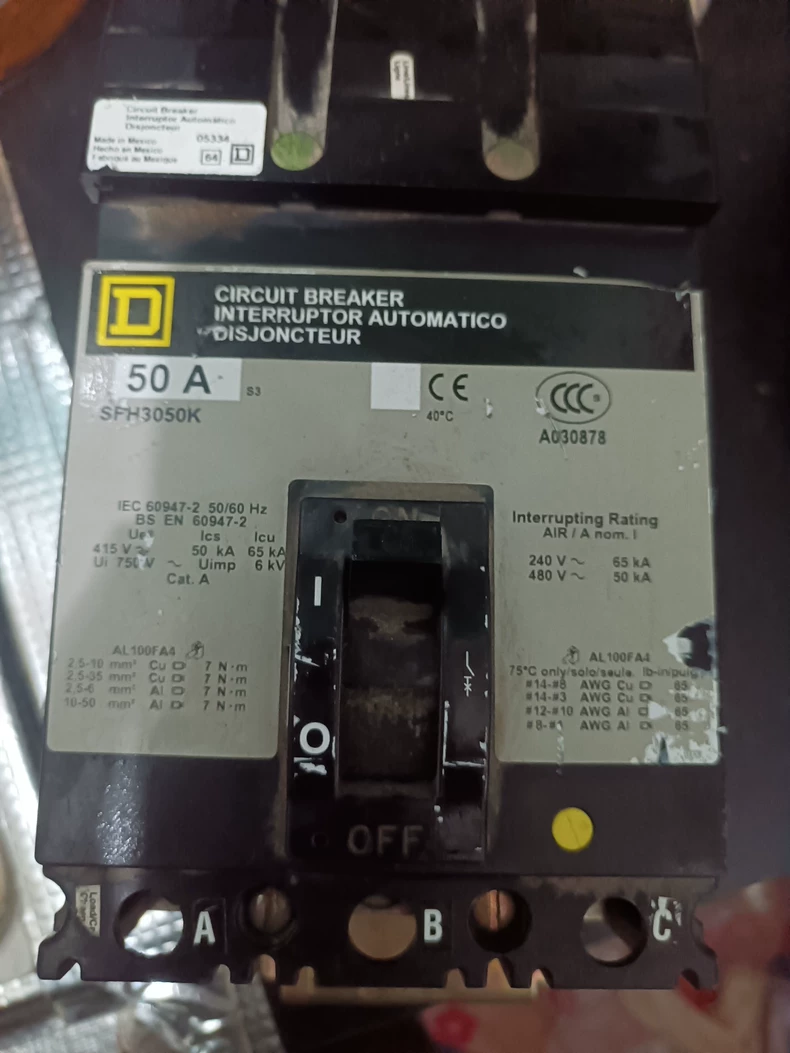 Circuit Breaker
Interruptor Automático
Disjoncteur
Made in Mexico 05334
Hecho en Mexico
Fabriqué au Mexique 64 D
D
CIRCUIT BREAKER
INTERRUPTOR AUTOMATICO
DISJONCTEUR
50 A S3
SFH3050K
CE
40°C
CCC S
A030878
IEC 60947-2 50/60 Hz
BS EN 60947-2
Ue Ics Icu
415 V ~ 50 kA 65 kA
Ui 750 V ~ Uimp 6 kV
Cat. A
Interrupting Rating
AIR / A nom. I
240 V ~ 65 kA
480 V ~ 50 kA
ON
I
O
OFF
AL100FA4
2,5-10 mm² Cu 7 N·m
2,5-35 mm² Cu 7 N·m
2,5-6 mm² Al 7 N·m
10-50 mm² Al 7 N·m
AL100FA4
75°C only/solo/seule. lb-in/pulg
#14-#8 AWG Cu 65
#14-#3 AWG Cu 65
#12-#10 AWG Al 65
#8- AWG Al 65
A B C